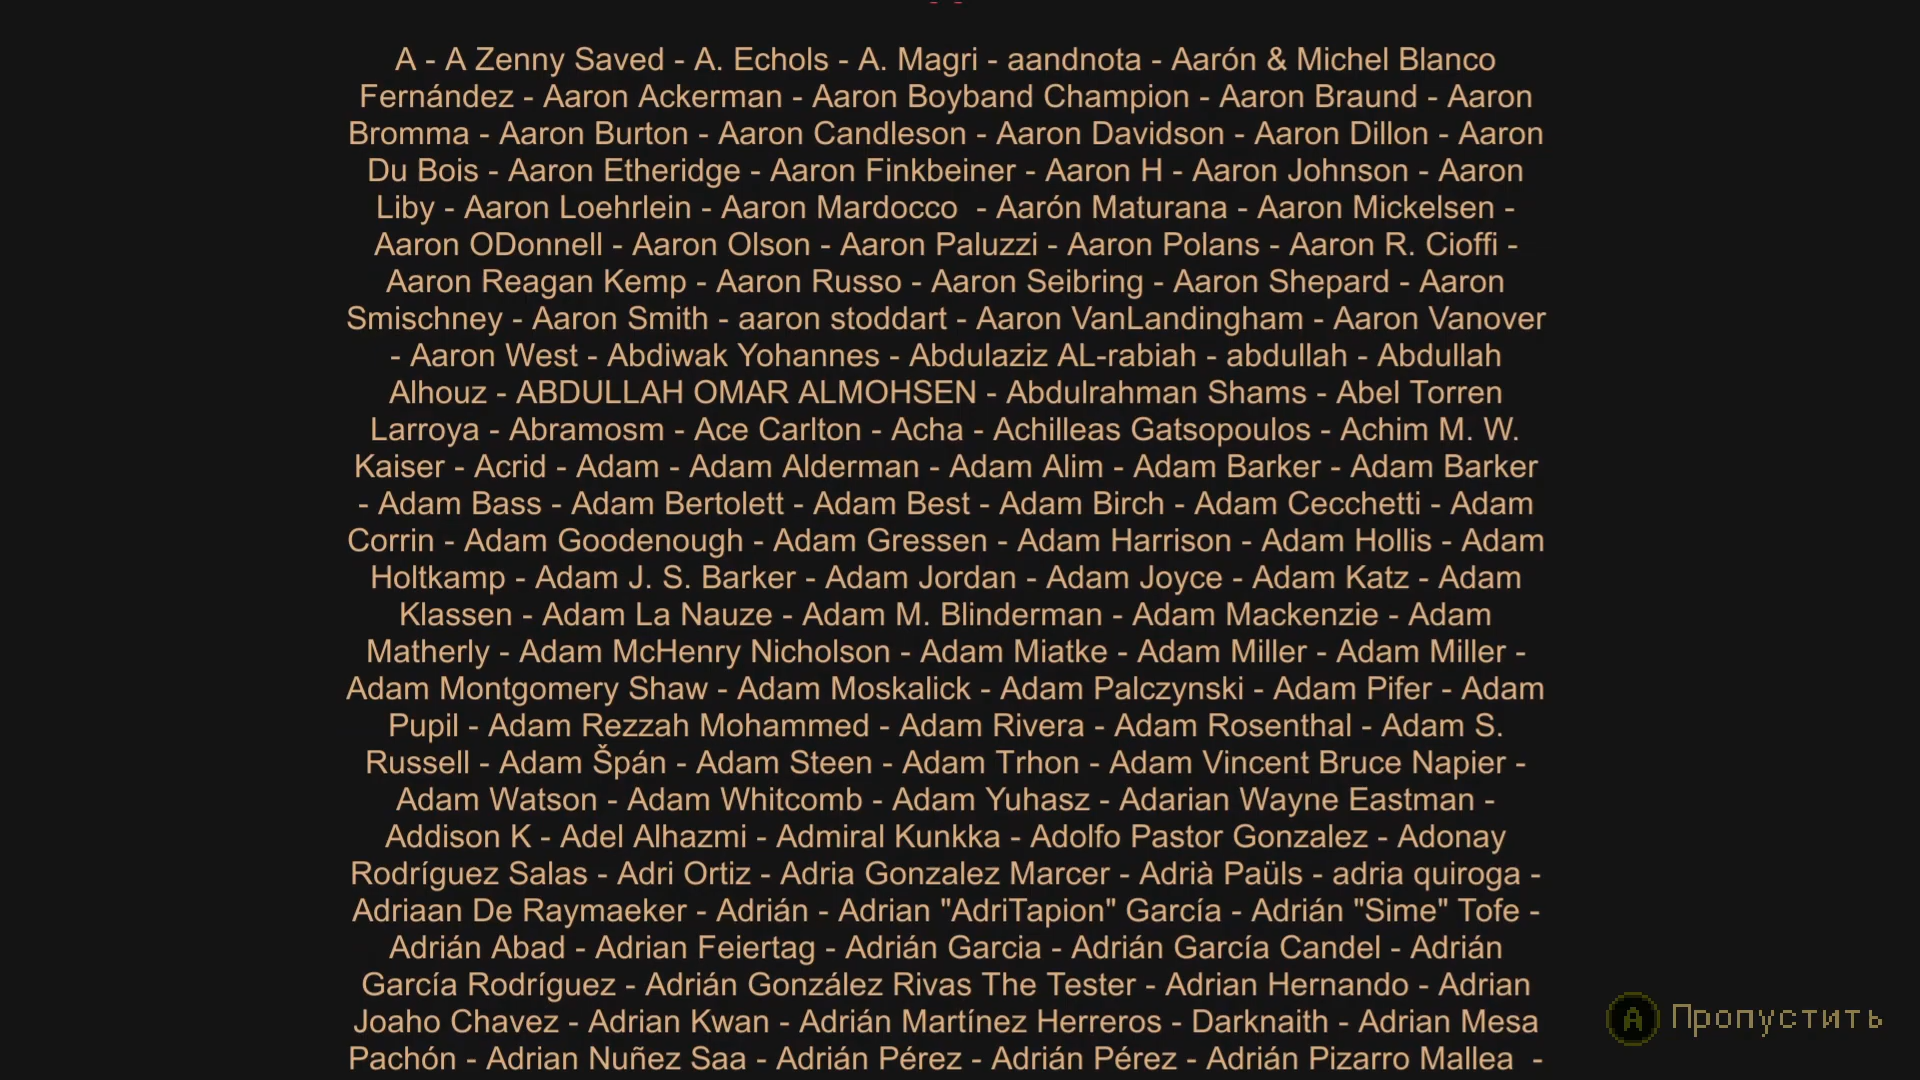 A - A Zenny Saved - A. Echols - A. Magri - aandnota - Aarón & Michel Blanco
Fernández - Aaron Ackerman - Aaron Boyband Champion - Aaron Braund - Aaron
Bromma - Aaron Burton - Aaron Candleson - Aaron Davidson - Aaron Dillon - Aaron
Du Bois - Aaron Etheridge - Aaron Finkbeiner - Aaron H - Aaron Johnson - Aaron
Liby - Aaron Loehrlein - Aaron Mardocco  - Aarón Maturana - Aaron Mickelsen -
Aaron ODonnell - Aaron Olson - Aaron Paluzzi - Aaron Polans - Aaron R. Cioffi -
Aaron Reagan Kemp - Aaron Russo - Aaron Seibring - Aaron Shepard - Aaron
Smischney - Aaron Smith - aaron stoddart - Aaron VanLandingham - Aaron Vanover
- Aaron West - Abdiwak Yohannes - Abdulaziz AL-rabiah - abdullah - Abdullah
Alhouz - ABDULLAH OMAR ALMOHSEN - Abdulrahman Shams - Abel Torren
Larroya - Abramosm - Ace Carlton - Acha - Achilleas Gatsopoulos - Achim M. W.
Kaiser - Acrid - Adam - Adam Alderman - Adam Alim - Adam Barker - Adam Barker
- Adam Bass - Adam Bertolett - Adam Best - Adam Birch - Adam Cecchetti - Adam
Corrin - Adam Goodenough - Adam Gressen - Adam Harrison - Adam Hollis - Adam
Holtkamp - Adam J. S. Barker - Adam Jordan - Adam Joyce - Adam Katz - Adam
Klassen - Adam La Nauze - Adam M. Blinderman - Adam Mackenzie - Adam
Matherly - Adam McHenry Nicholson - Adam Miatke - Adam Miller - Adam Miller -
Adam Montgomery Shaw - Adam Moskalick - Adam Palczynski - Adam Pifer - Adam
Pupil - Adam Rezzah Mohammed - Adam Rivera - Adam Rosenthal - Adam S.
Russell - Adam Špán - Adam Steen - Adam Trhon - Adam Vincent Bruce Napier -
Adam Watson - Adam Whitcomb - Adam Yuhasz - Adarian Wayne Eastman -
Addison K - Adel Alhazmi - Admiral Kunkka - Adolfo Pastor Gonzalez - Adonay
Rodríguez Salas - Adri Ortiz - Adria Gonzalez Marcer - Adrià Paüls - adria quiroga -
Adriaan De Raymaeker - Adrián - Adrian "AdriTapion" García - Adrián "Sime" Tofe -
Adrián Abad - Adrian Feiertag - Adrián Garcia - Adrián García Candel - Adrián
García Rodríguez - Adrián González Rivas The Tester - Adrian Hernando - Adrian
Joaho Chavez - Adrian Kwan - Adrián Martínez Herreros - Darknaith - Adrian Mesa
Pachón - Adrian Nuñez Saa - Adrián Pérez - Adrián Pérez - Adrián Pizarro Mallea  -
A Пропустить